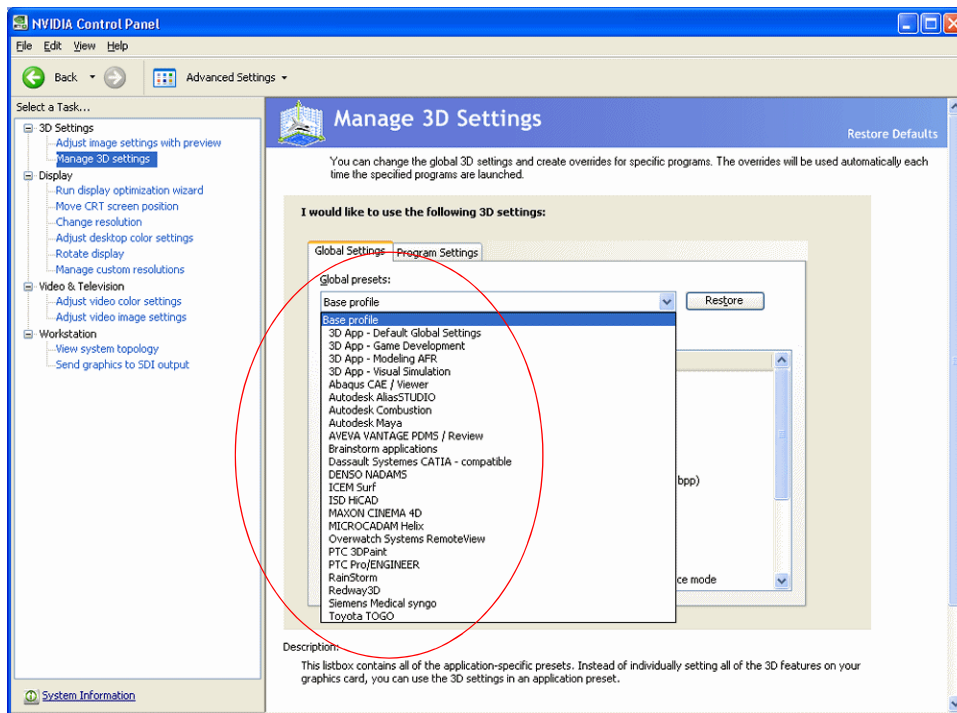 NVIDIA Control Panel
File Edit View Help
Back Advanced Settings
Select a Task...
3D Settings
Adjust image settings with preview
Manage 3D settings
Display
Run display optimization wizard
Move CRT screen position
Change resolution
Adjust desktop color settings
Rotate display
Manage custom resolutions
Video & Television
Adjust video color settings
Adjust video image settings
Workstation
View system topology
Send graphics to SDI output
System Information
Manage 3D Settings
Restore Defaults
You can change the global 3D settings and create overrides for specific programs. The overrides will be used automatically each
time the specified programs are launched.
I would like to use the following 3D settings:
Global Settings Program Settings
Global presets:
Base profile Restore
Base profile
3D App - Default Global Settings
3D App - Game Development
3D App - Modeling AFR
3D App - Visual Simulation
Abaqus CAE / Viewer
Autodesk AliasSTUDIO
Autodesk Combustion
Autodesk Maya
AVEVA VANTAGE PDMS / Review
Brainstorm applications
Dassault Systemes CATIA - compatible
DENSO NADAMS
ICEM Surf
bpp)
ISD HiCAD
MAXON CINEMA 4D
MICROCADAM Helix
Overwatch Systems RemoteView
PTC 3DPaint
PTC Pro/ENGINEER
RainStorm
ce mode
Redway3D
Siemens Medical syngo
Toyota TOGO
Description:
This listbox contains all of the application-specific presets. Instead of individually setting all of the 3D features on your
graphics card, you can use the 3D settings in an application preset.